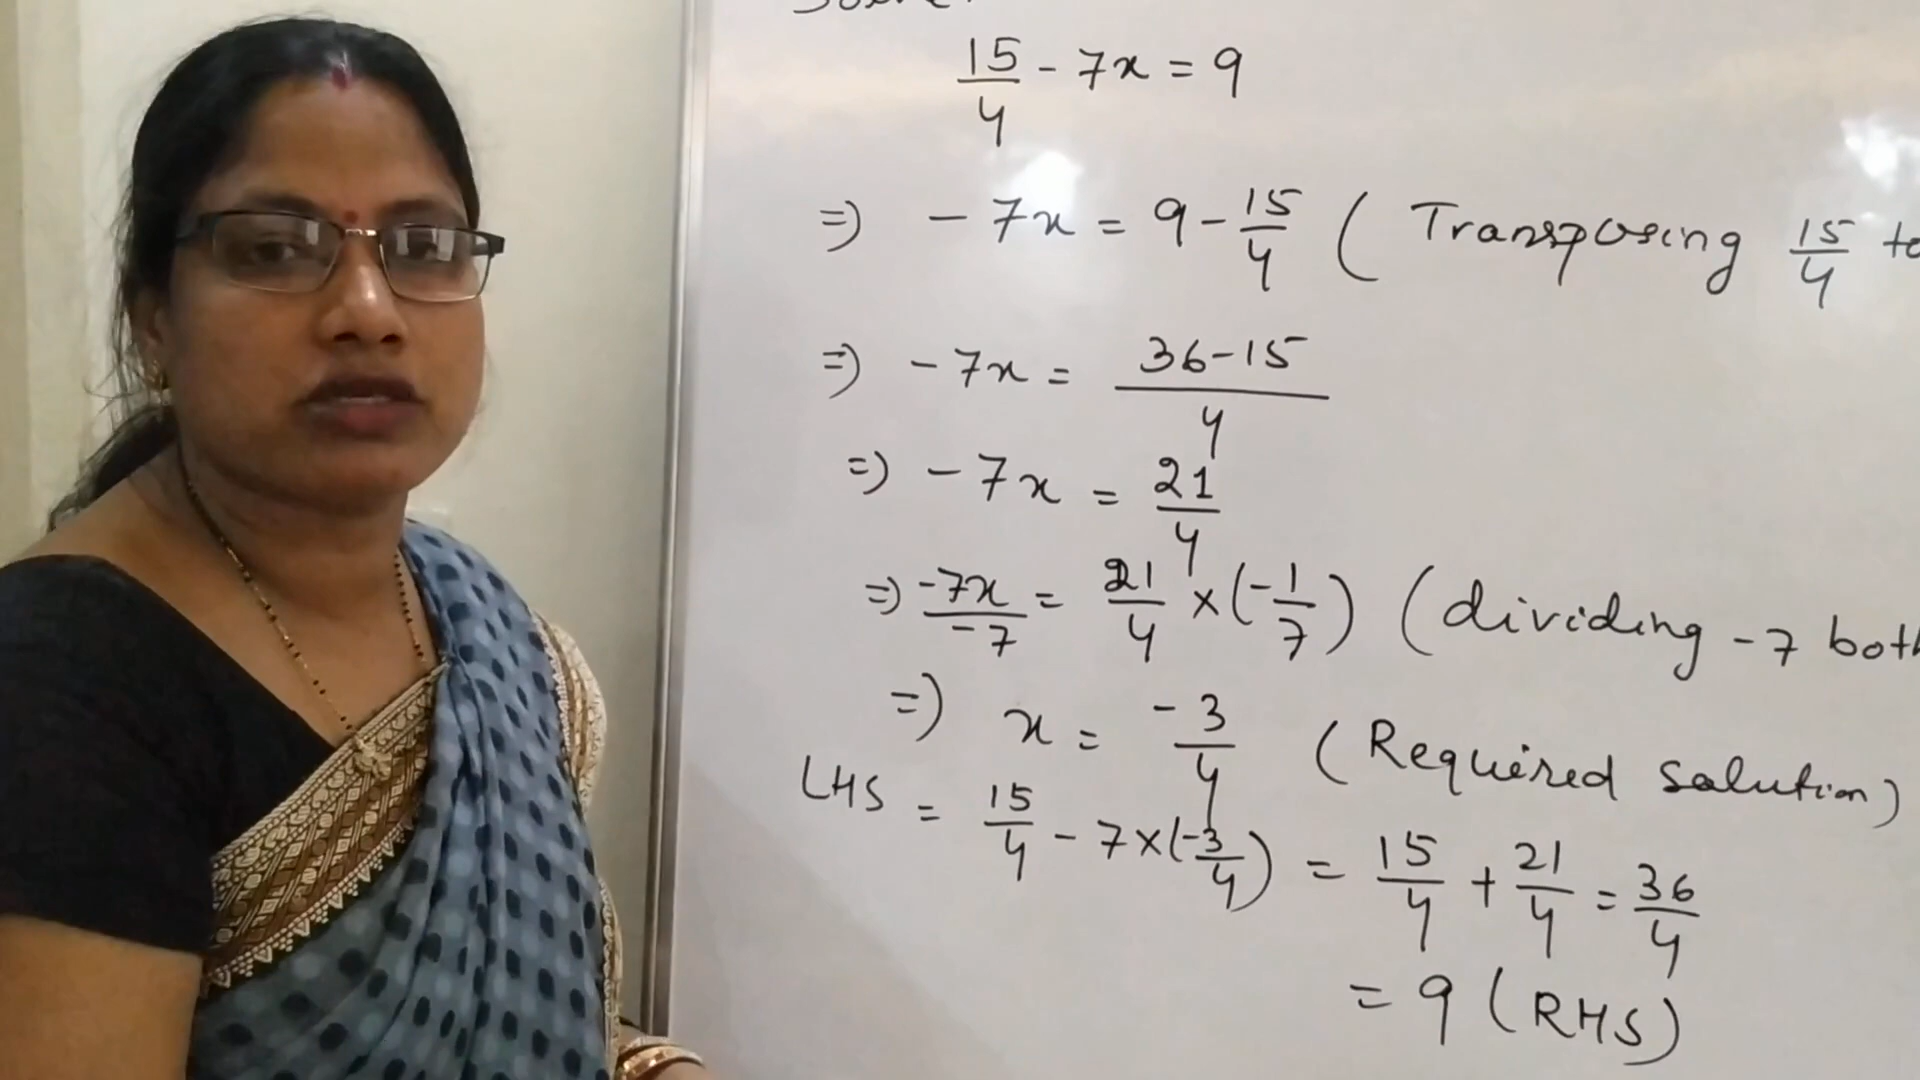 Solve:
15/4 - 7x = 9
=> - 7x = 9 - 15/4 ( Transposing 15/4 to
=> - 7x = 36-15/4
=> - 7x = 21/4
=> -7x/-7 = 21/4 × (-1/7) (dividing -7 both
=> x = -3/4 (Required solution)
LHS = 15/4 - 7×(-3/4) = 15/4 + 21/4 = 36/4
= 9 (RHS)